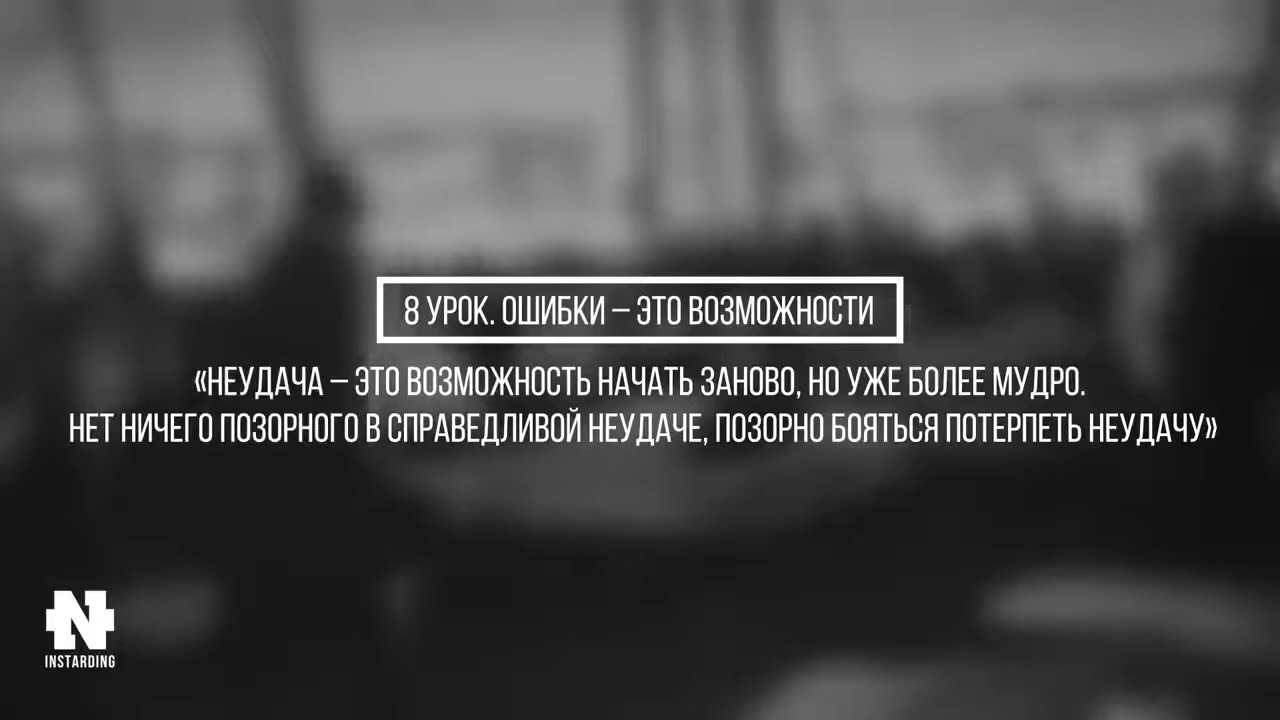 8 УРОК. ОШИБКИ – ЭТО ВОЗМОЖНОСТИ
«НЕУДАЧА – ЭТО ВОЗМОЖНОСТЬ НАЧАТЬ ЗАНОВО, НО УЖЕ БОЛЕЕ МУДРО.
НЕТ НИЧЕГО ПОЗОРНОГО В СПРАВЕДЛИВОЙ НЕУДАЧЕ, ПОЗОРНО БОЯТЬСЯ ПОТЕРПЕТЬ НЕУДАЧУ»
N
INSTARDING